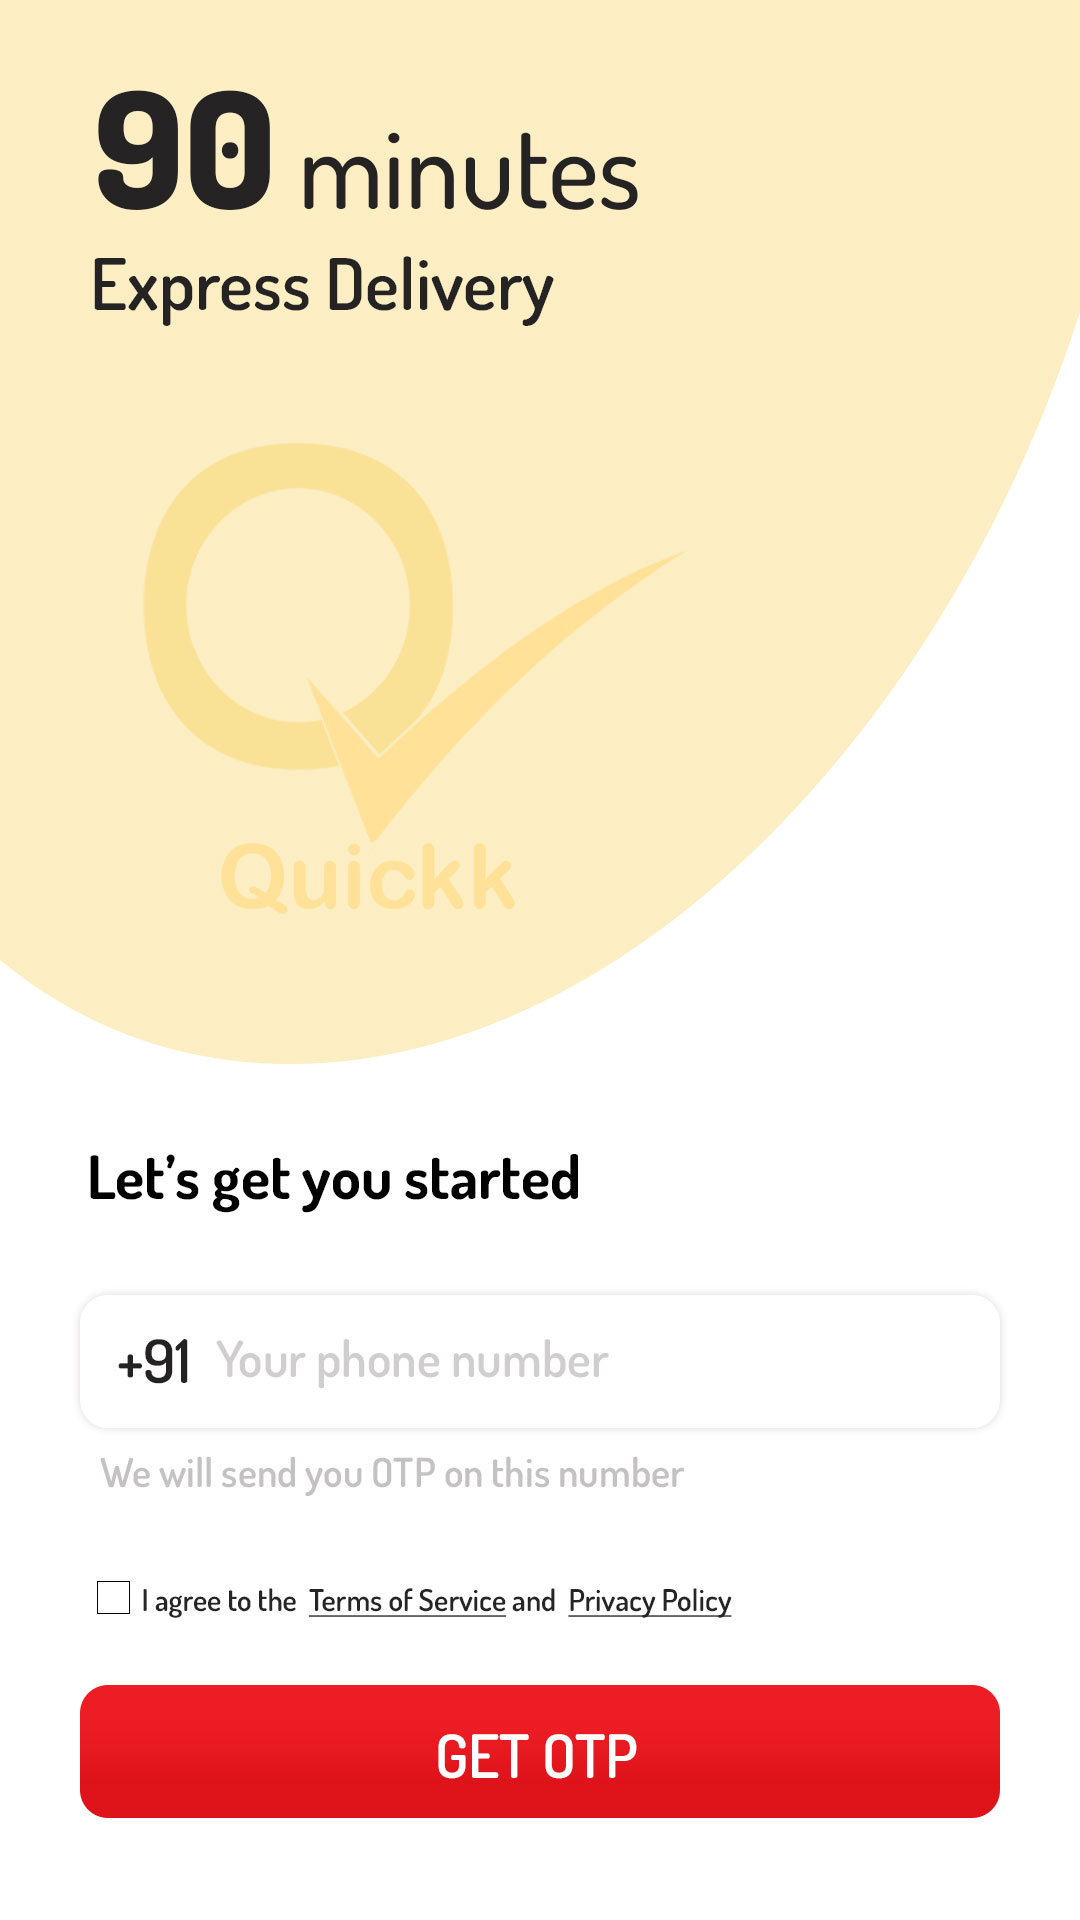 90 minutes
Express Delivery
Quickk
Let’s get you started
+91 Your phone number
We will send you OTP on this number
I agree to the Terms of Service and Privacy Policy
GET OTP